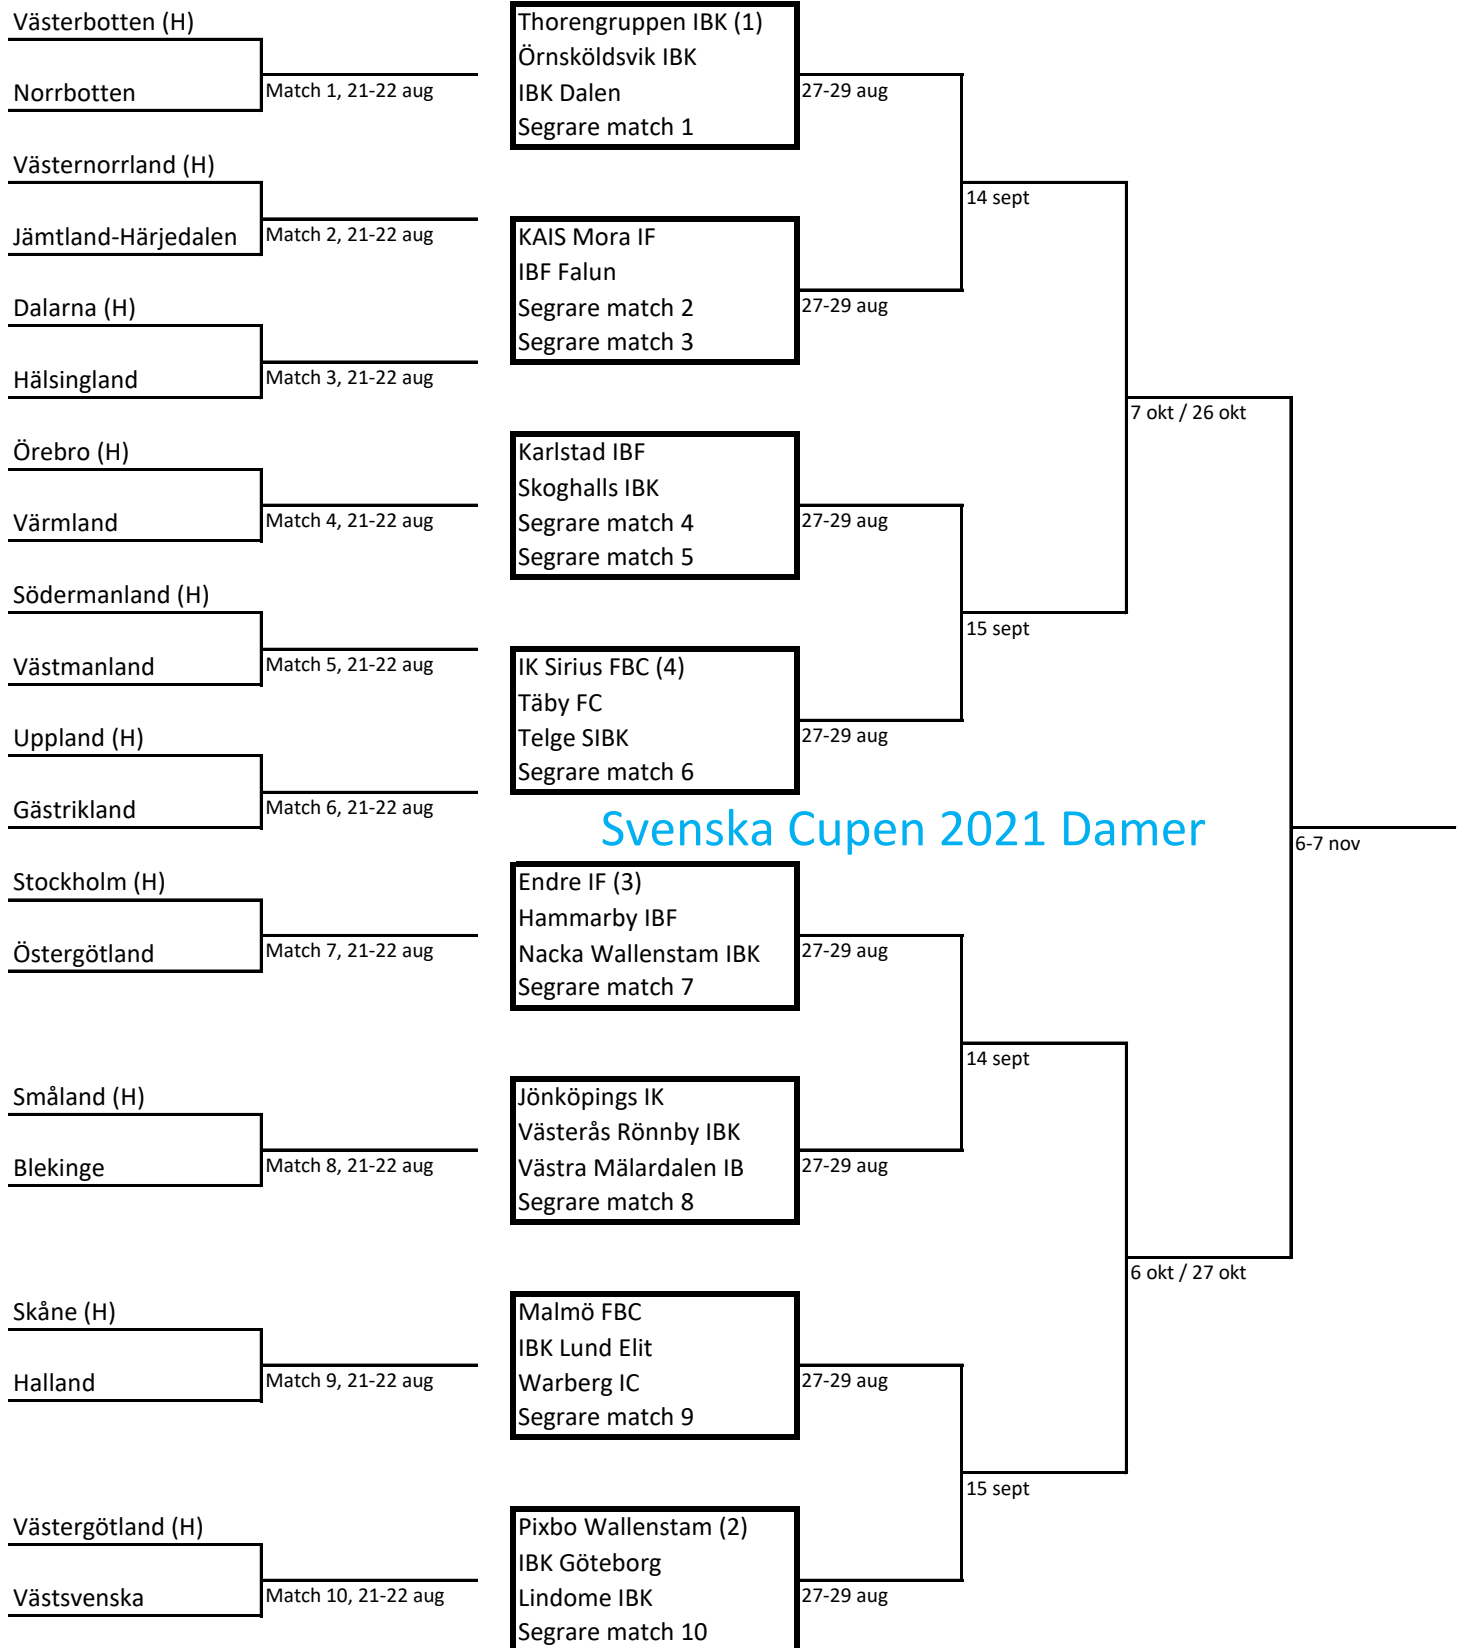 Västerbotten (H)
Norrbotten
Match 1, 21-22 aug
Västernorrland (H)
Jämtland-Härjedalen
Match 2, 21-22 aug
Dalarna (H)
Hälsingland
Match 3, 21-22 aug
Örebro (H)
Värmland
Match 4, 21-22 aug
Södermanland (H)
Västmanland
Match 5, 21-22 aug
Uppland (H)
Gästrikland
Match 6, 21-22 aug
Stockholm (H)
Östergötland
Match 7, 21-22 aug
Småland (H)
Blekinge
Match 8, 21-22 aug
Skåne (H)
Halland
Match 9, 21-22 aug
Västergötland (H)
Västsvenska
Match 10, 21-22 aug
Thorengruppen IBK (1)
Örnsköldsvik IBK
IBK Dalen
Segrare match 1
27-29 aug
KAIS Mora IF
IBF Falun
Segrare match 2
Segrare match 3
27-29 aug
Karlstad IBF
Skoghalls IBK
Segrare match 4
Segrare match 5
27-29 aug
IK Sirius FBC (4)
Täby FC
Telge SIBK
Segrare match 6
27-29 aug
Svenska Cupen 2021 Damer
Endre IF (3)
Hammarby IBF
Nacka Wallenstam IBK
Segrare match 7
27-29 aug
Jönköpings IK
Västerås Rönnby IBK
Västra Mälardalen IB
Segrare match 8
27-29 aug
Malmö FBC
IBK Lund Elit
Warberg IC
Segrare match 9
27-29 aug
Pixbo Wallenstam (2)
IBK Göteborg
Lindome IBK
Segrare match 10
27-29 aug
14 sept
15 sept
14 sept
15 sept
7 okt / 26 okt
6 okt / 27 okt
6-7 nov